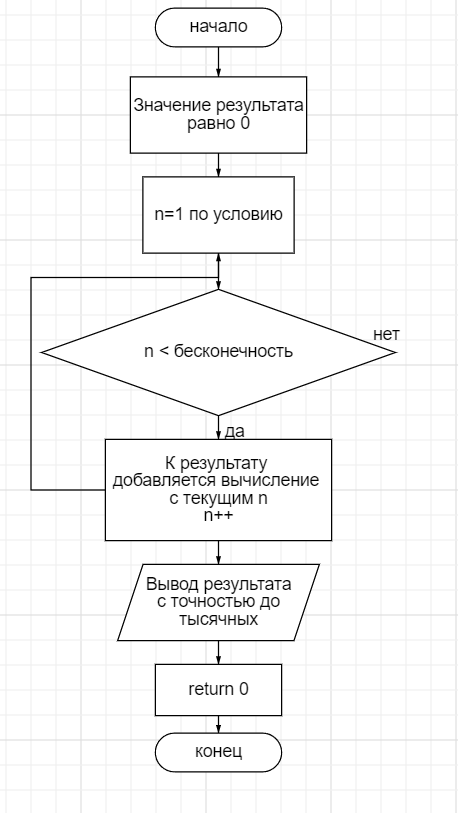 начало
Значение результата
равно 0
n=1 по условию
n < бесконечность
нет
да
К результату
добавляется вычисление
с текущим n
n++
Вывод результата
с точностью до
тысячных
return 0
конец